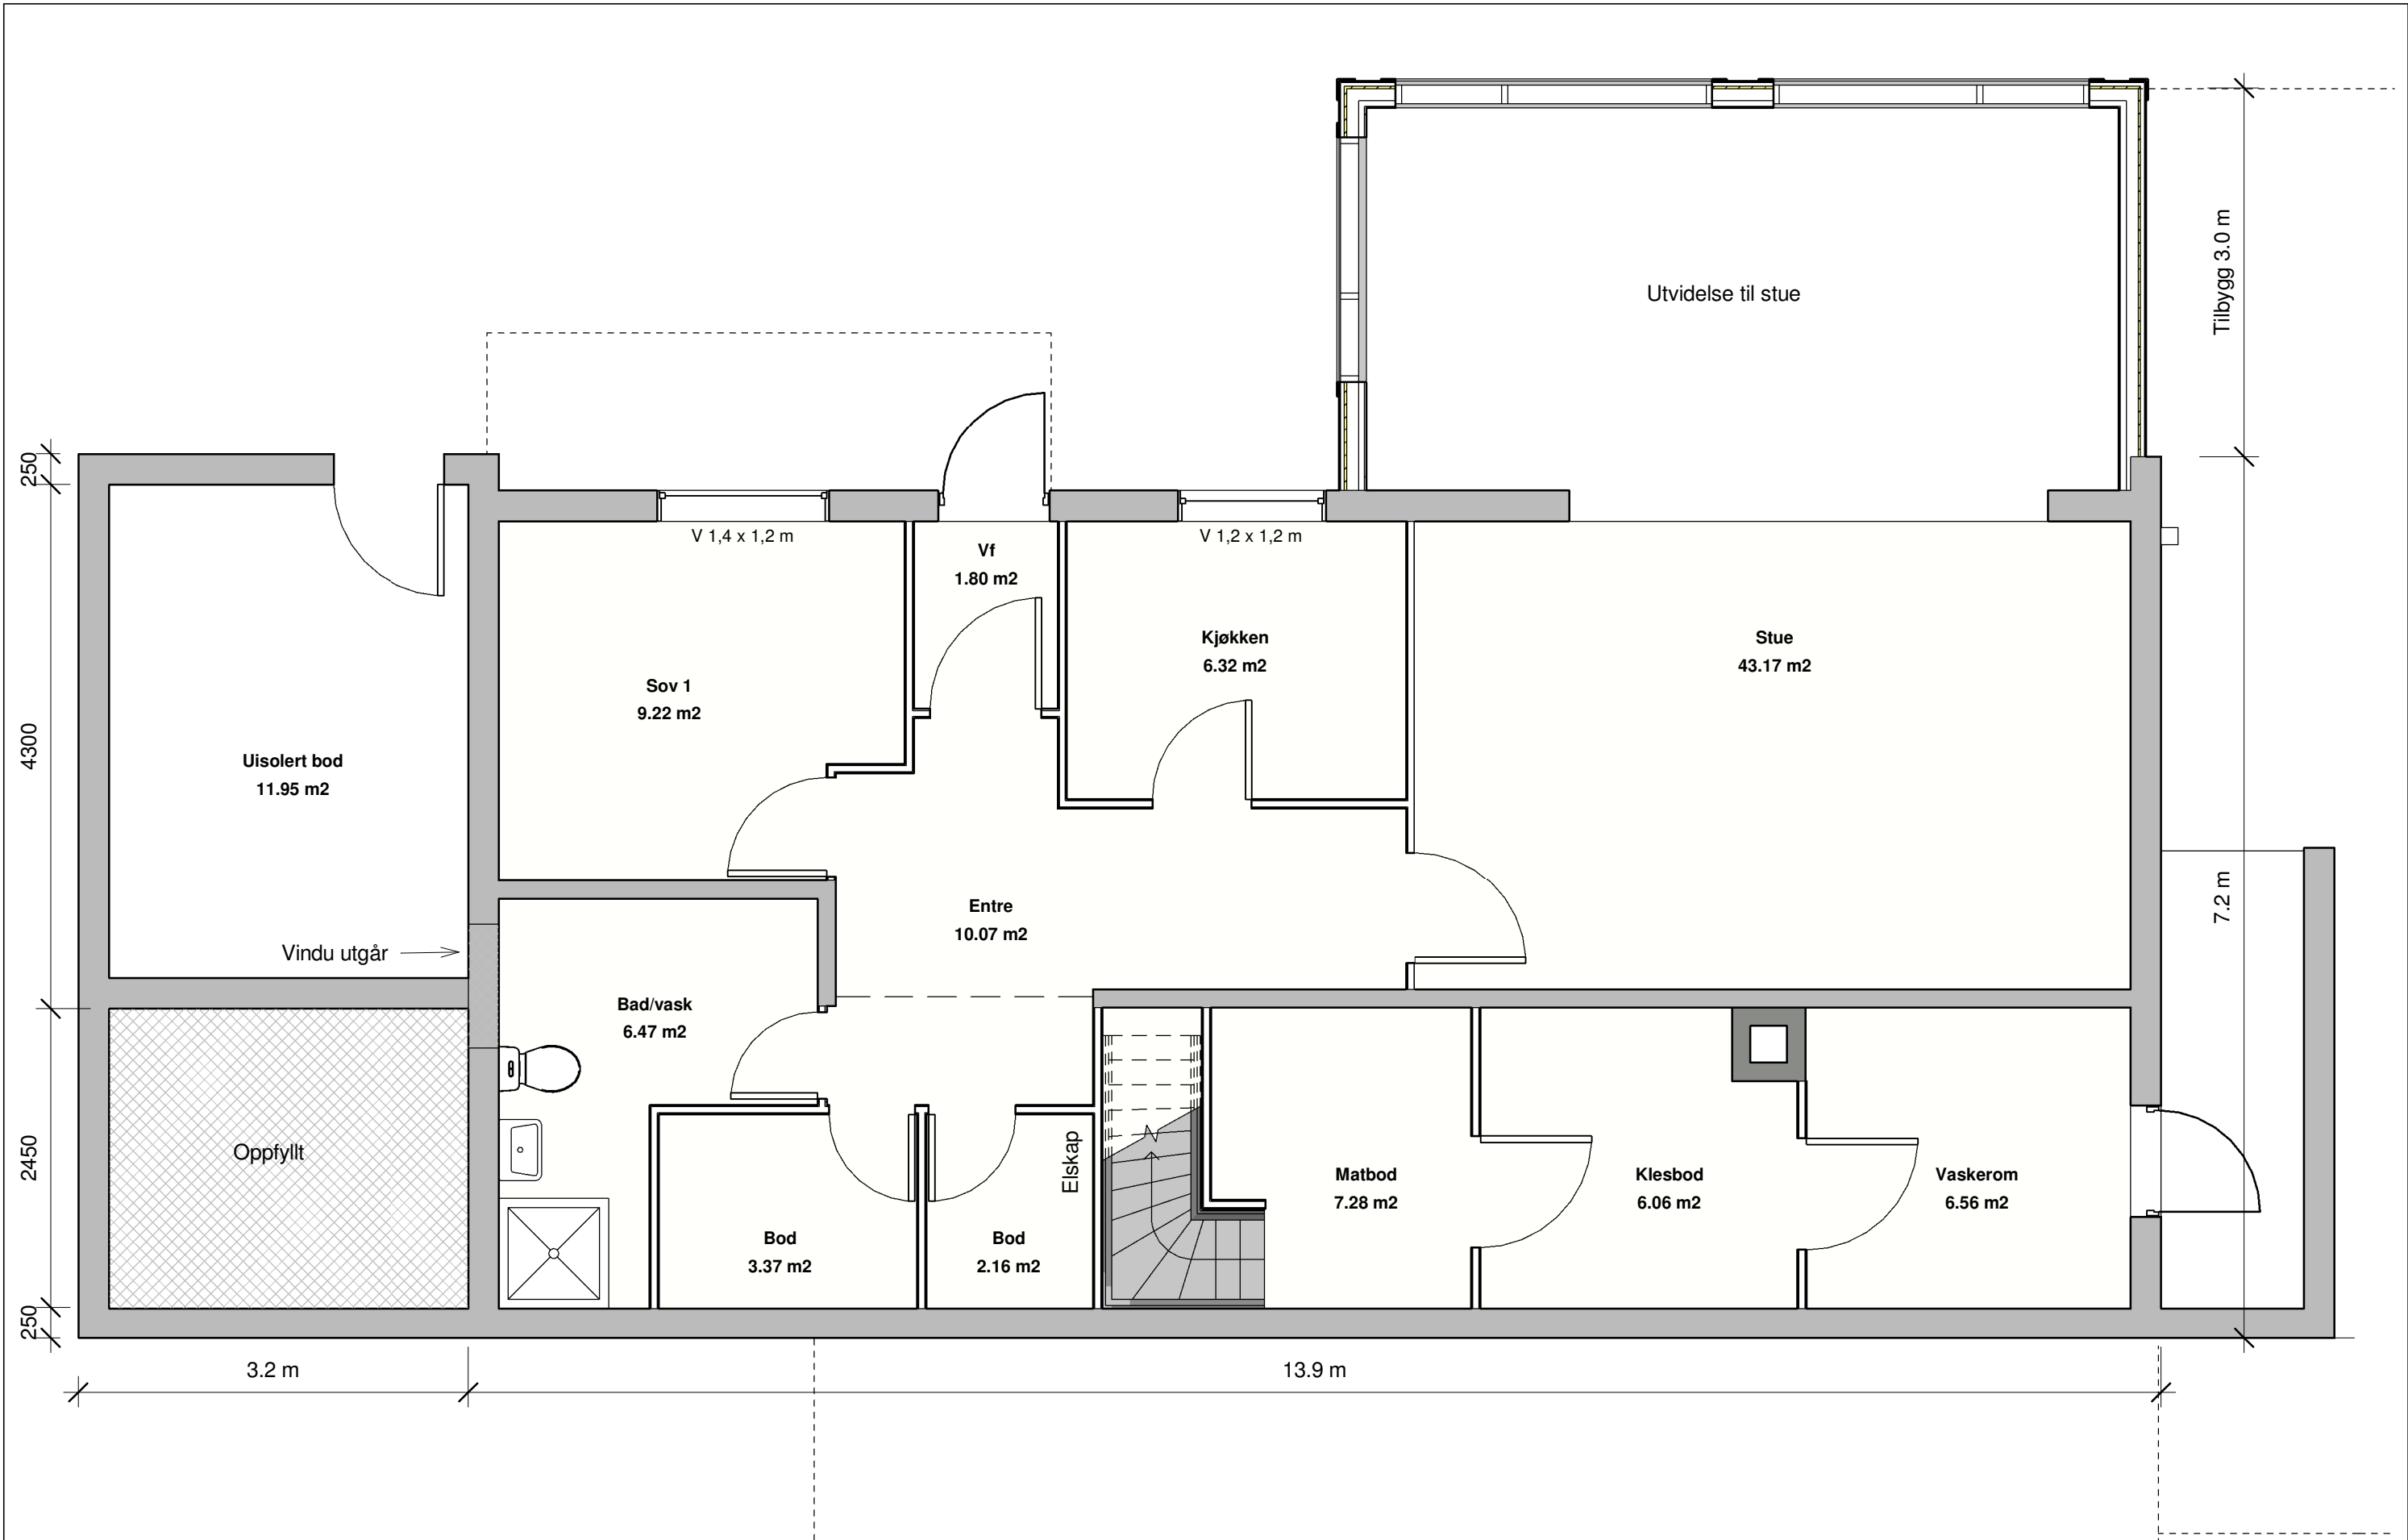 Tilbygg 3.0 m
Utvidelse til stue
250
V 1,4 x 1,2 m
V 1,2 x 1,2 m
Vf
1.80 m2
Kjøkken
6.32 m2
Stue
43.17 m2
Sov 1
9.22 m2
4300
Uisolert bod
11.95 m2
7.2 m
Entre
10.07 m2
Vindu utgår
Bad/vask
6.47 m2
2450
Oppfyllt
Elskap
Matbod
7.28 m2
Klesbod
6.06 m2
Vaskerom
6.56 m2
Bod
3.37 m2
Bod
2.16 m2
250
3.2 m
13.9 m